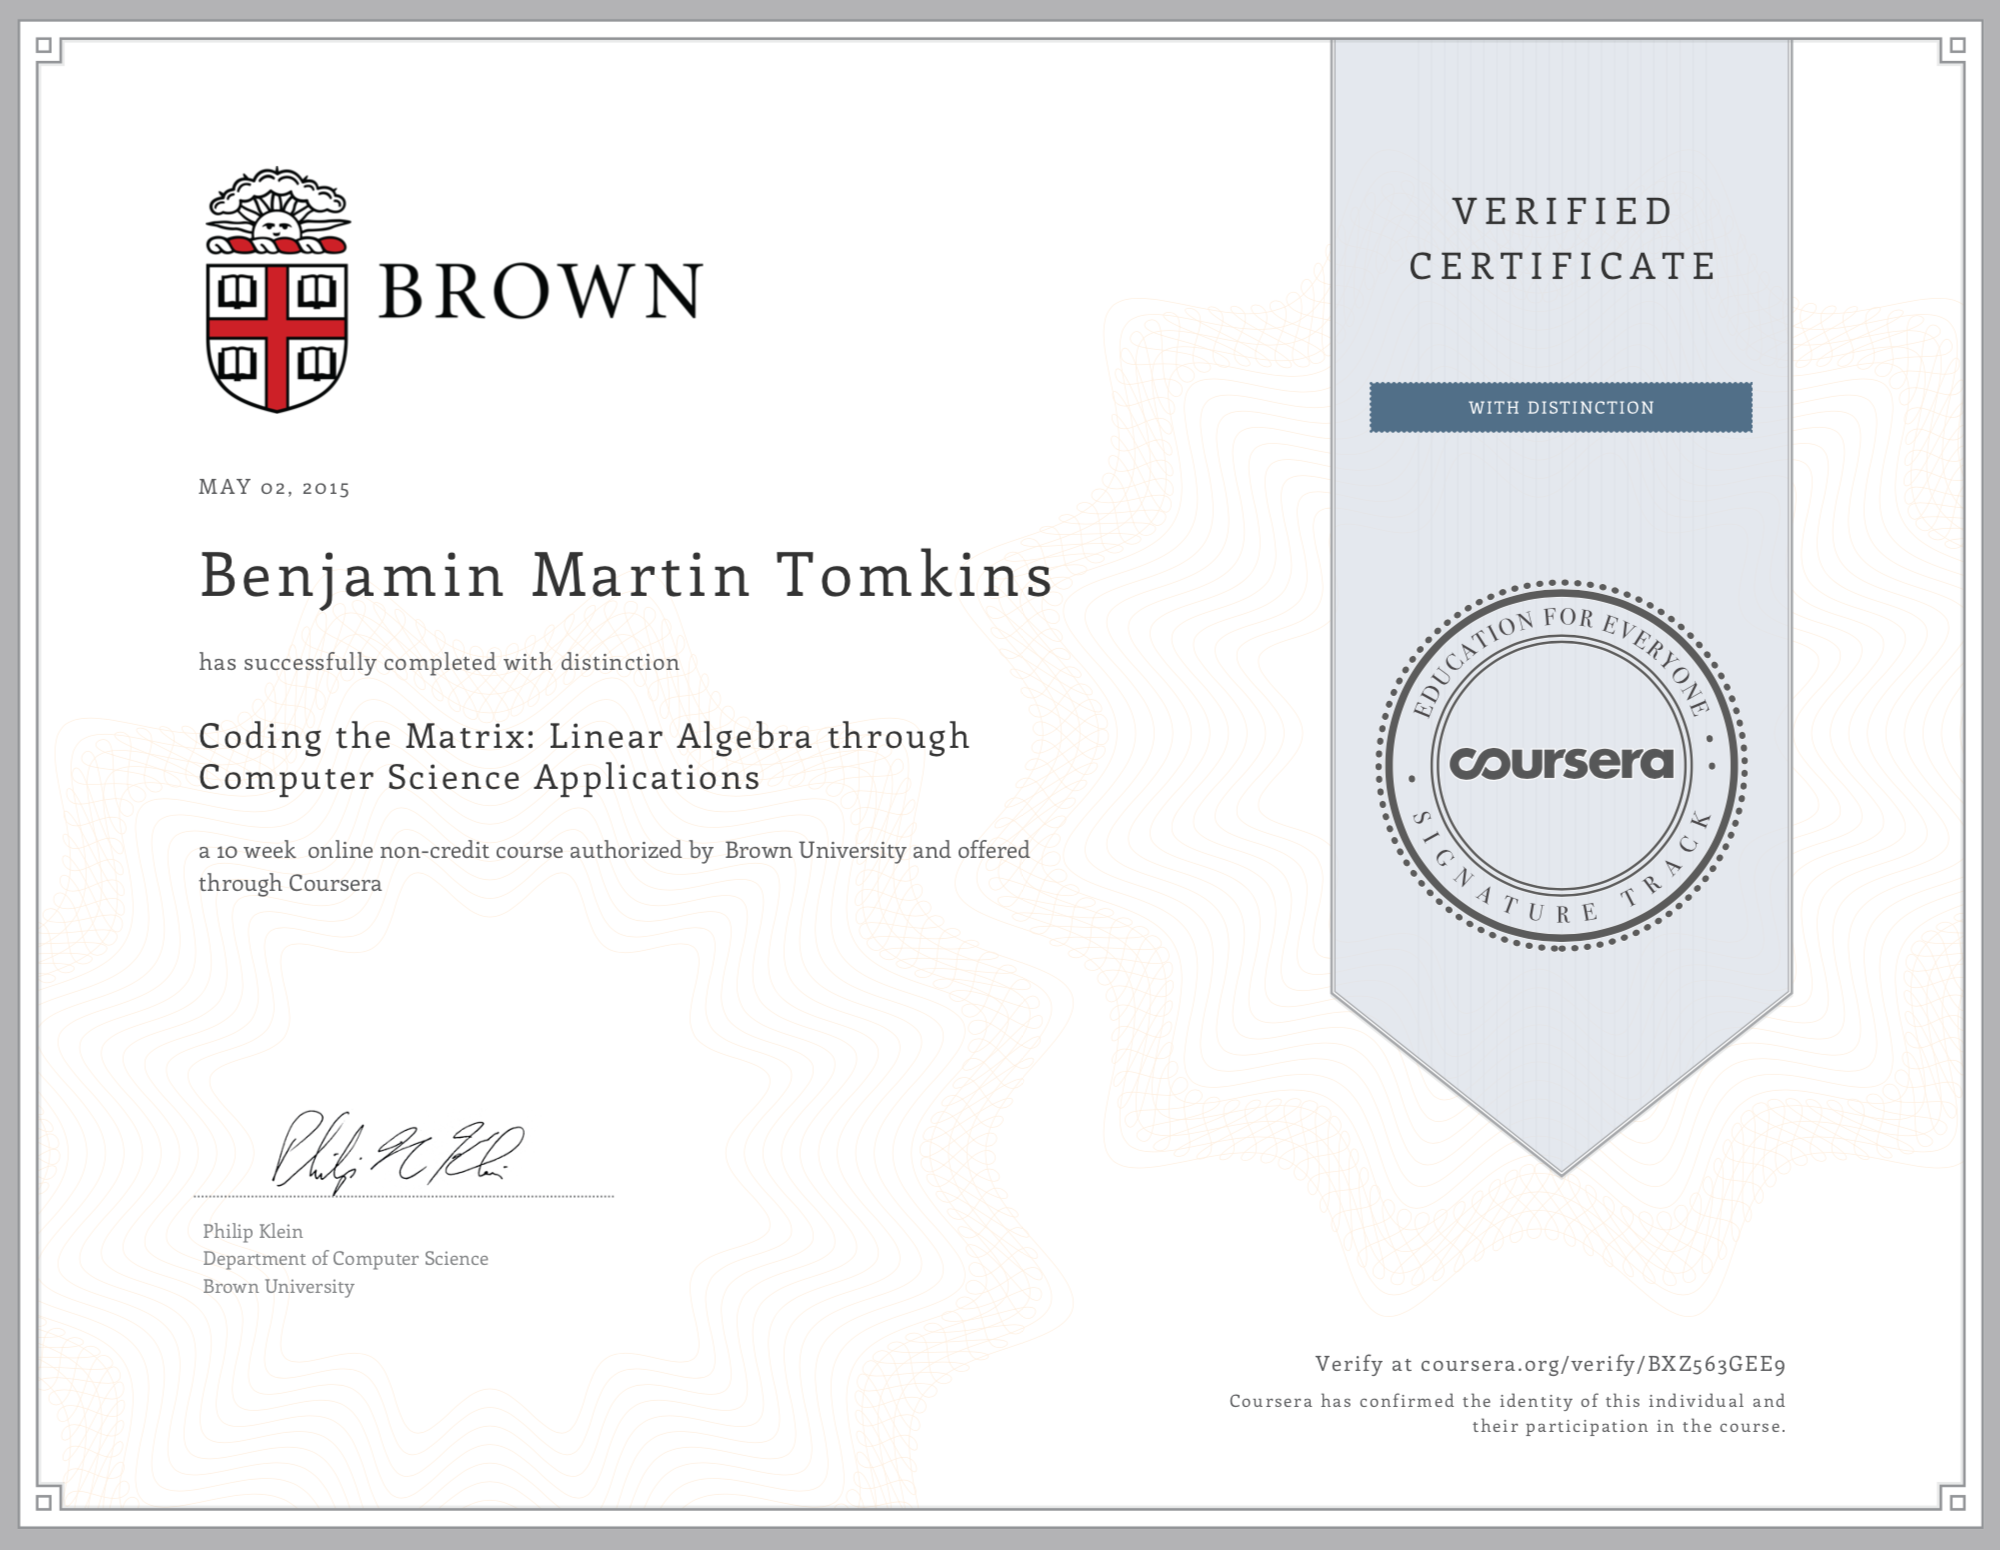 BROWN
MAY 02, 2015
Benjamin Martin Tomkins
has successfully completed with distinction
Coding the Matrix: Linear Algebra through
Computer Science Applications
a 10 week online non-credit course authorized by Brown University and offered
through Coursera
Philip Klein
Philip Klein
Department of Computer Science
Brown University
VERIFIED
CERTIFICATE
WITH DISTINCTION
EDUCATION FOR EVERYONE
coursera
SIGNATURE TRACK
Verify at coursera.org/verify/BXZ563GEE9
Coursera has confirmed the identity of this individual and
their participation in the course.